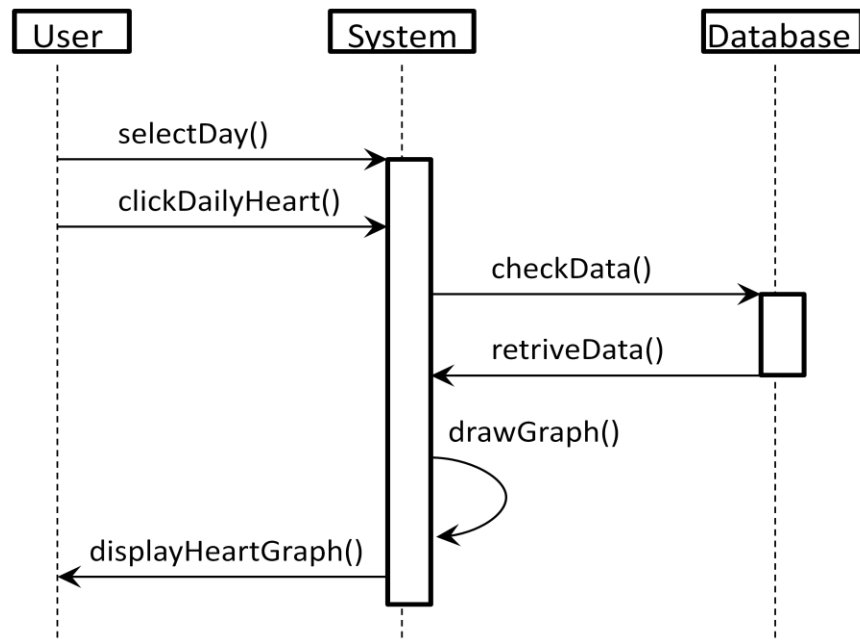 User
System
Database
selectDay()
clickDailyHeart()
checkData()
retriveData()
drawGraph()
displayHeartGraph()